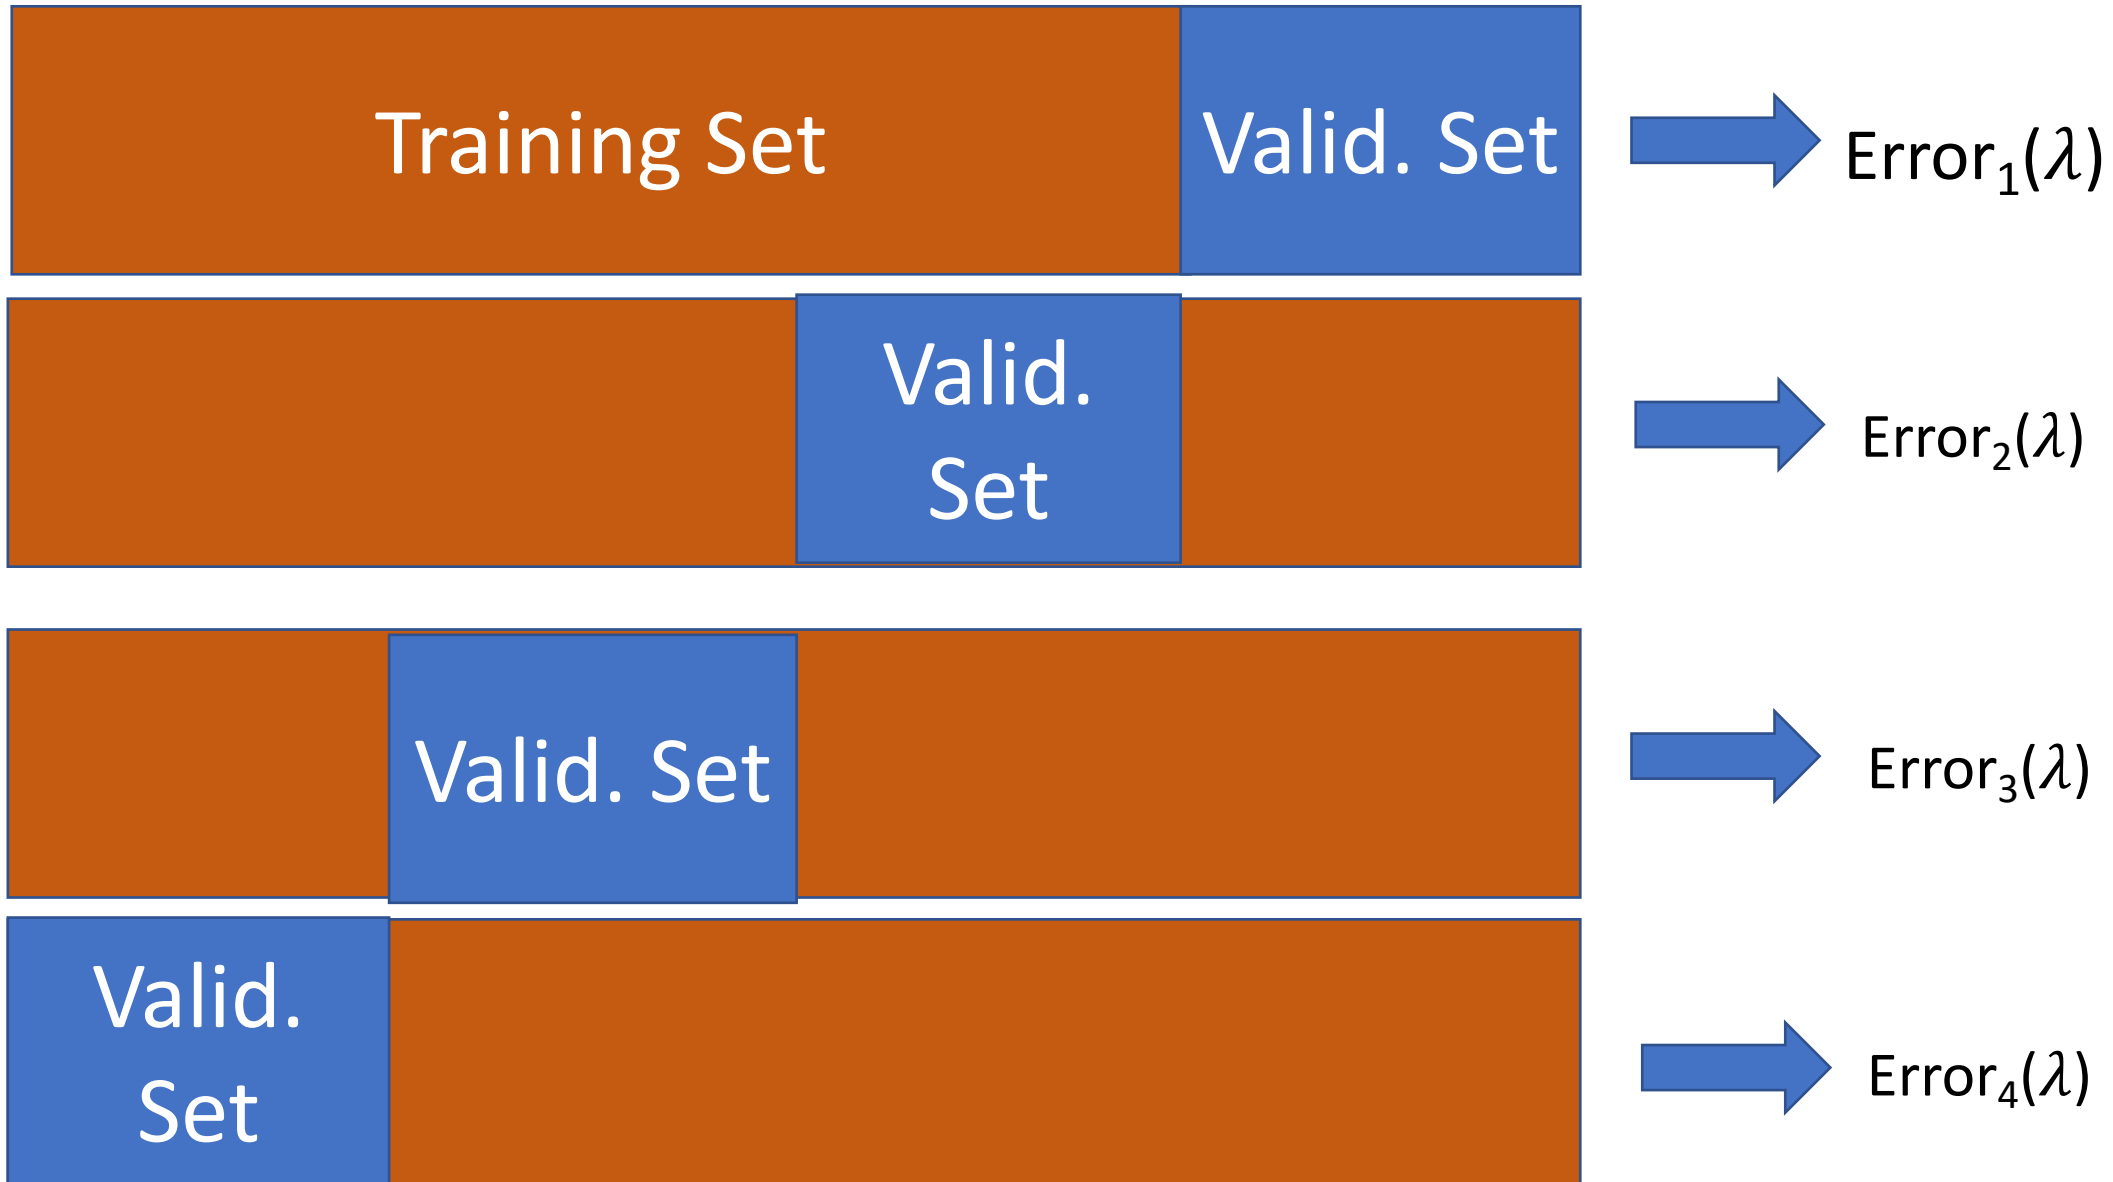 Training Set
Valid. Set
Error₁(λ)
Valid.
Set
Error₂(λ)
Valid. Set
Error₃(λ)
Valid.
Set
Error₄(λ)